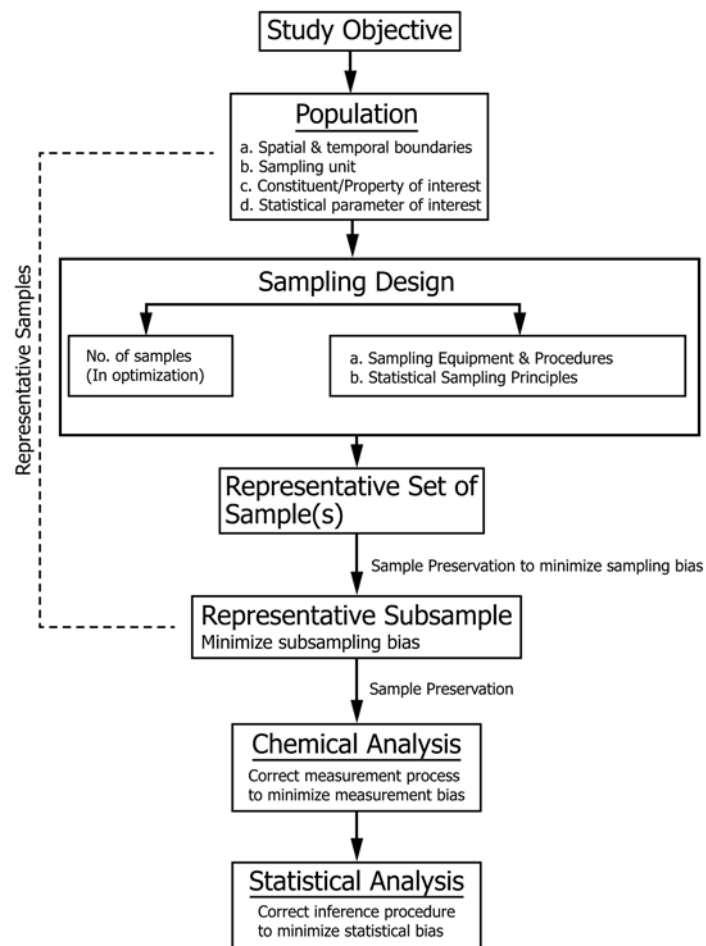 Study Objective
Population
a. Spatial & temporal boundaries
b. Sampling unit
c. Constituent/Property of interest
d. Statistical parameter of interest
Representative Samples
Sampling Design
No. of samples
(In optimization)
a. Sampling Equipment & Procedures
b. Statistical Sampling Principles
Representative Set of
Sample(s)
Sample Preservation to minimize sampling bias
Representative Subsample
Minimize subsampling bias
Sample Preservation
Chemical Analysis
Correct measurement process
to minimize measurement bias
Statistical Analysis
Correct inference procedure
to minimize statistical bias